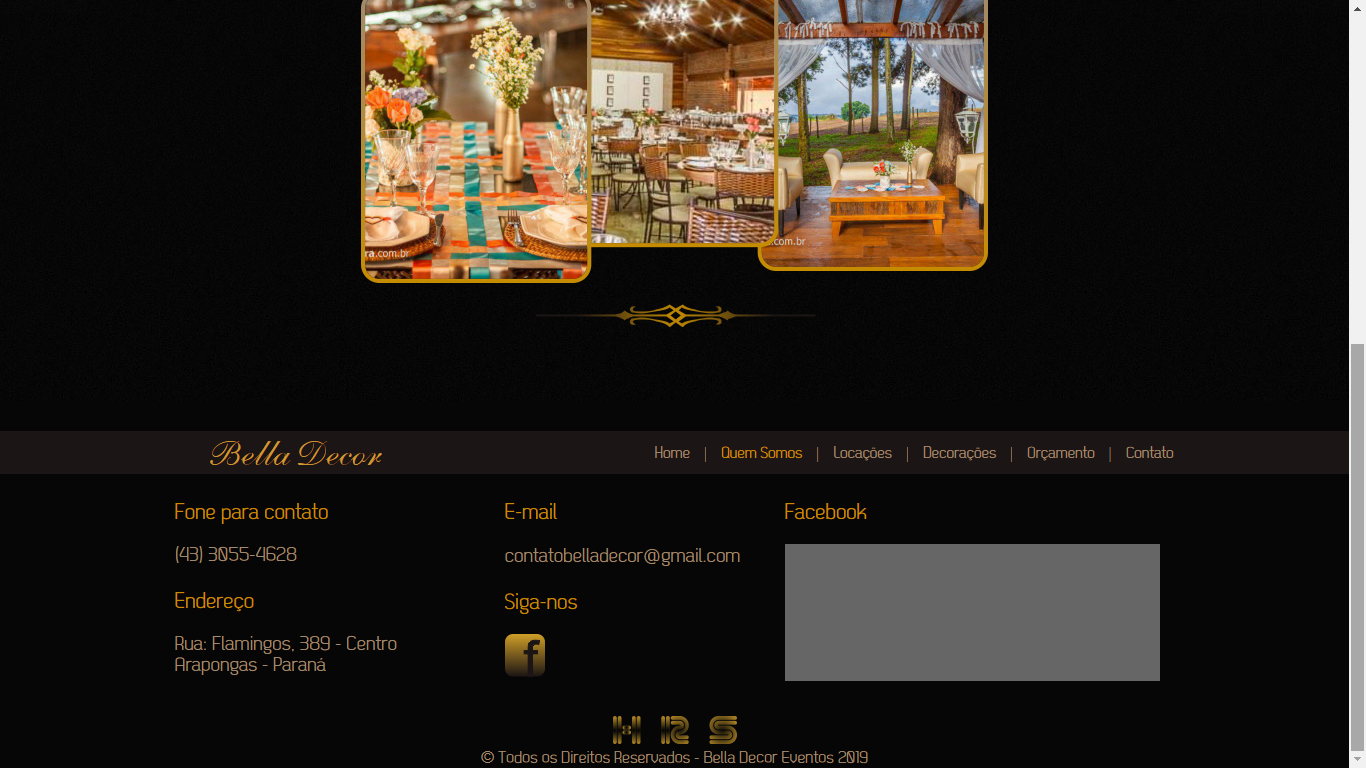 ra.com.br
a.com.br
Bella Decor
Home | Quem Somos | Locações | Decorações | Orçamento | Contato
Fone para contato
(43) 3055-4628
Endereço
Rua: Flamingos, 389 - Centro
Arapongas - Paraná
E-mail
contatobelladecor@gmail.com
Siga-nos
f
Facebook
HRS
© Todos os Direitos Reservados - Bella Decor Eventos 2019